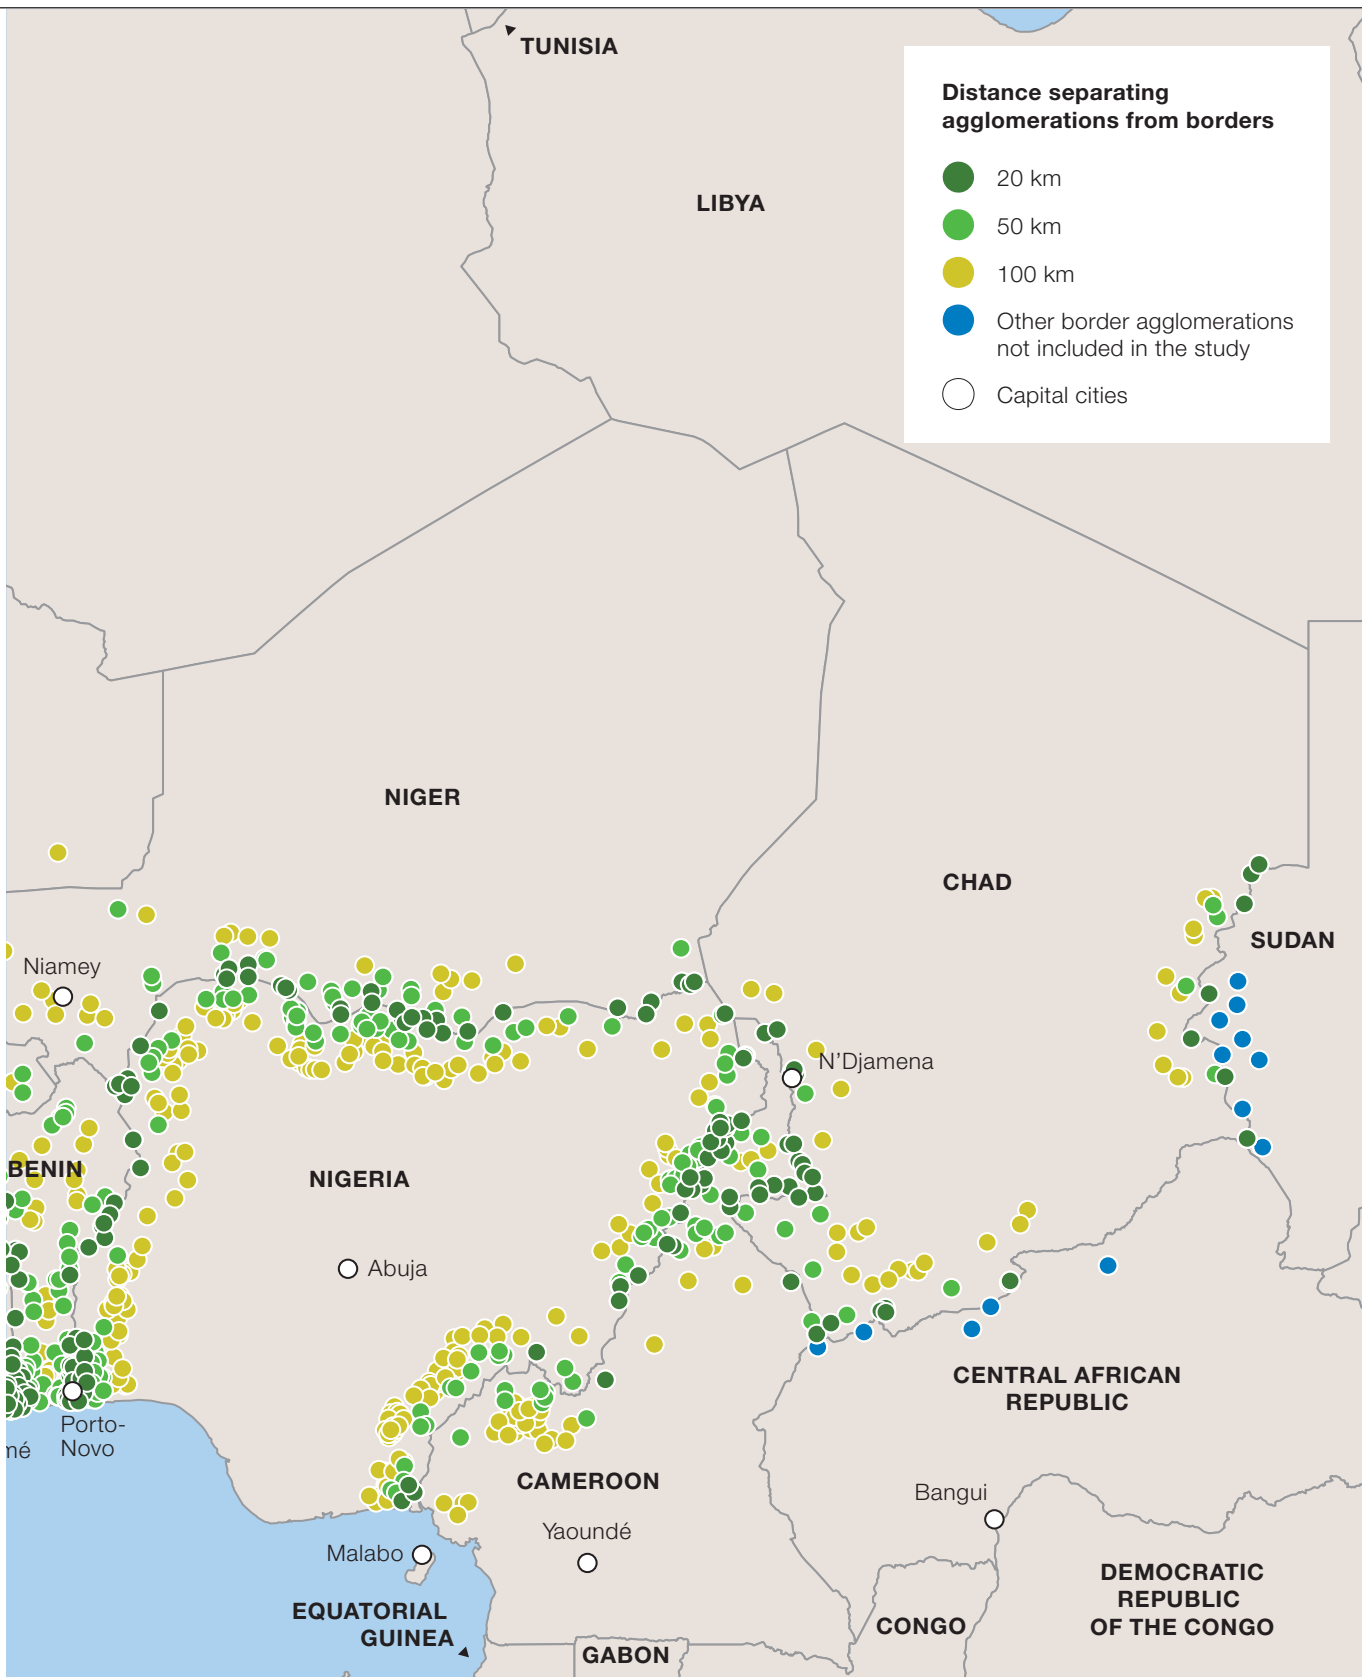 TUNISIA
Distance separating
agglomerations from borders
20 km
50 km
100 km
Other border agglomerations
not included in the study
Capital cities
LIBYA
NIGER
CHAD
SUDAN
Niamey
N’Djamena
BENIN
NIGERIA
Abuja
CENTRAL AFRICAN
REPUBLIC
Porto-
Novo
mé
CAMEROON
Bangui
Yaoundé
Malabo
EQUATORIAL
GUINEA
DEMOCRATIC
REPUBLIC
OF THE CONGO
CONGO
GABON